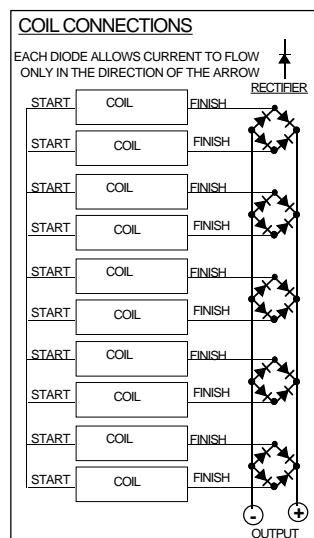 COIL CONNECTIONS
EACH DIODE ALLOWS CURRENT TO FLOW
ONLY IN THE DIRECTION OF THE ARROW
RECTIFIER
START COIL FINISH
START COIL FINISH
START COIL FINISH
START COIL FINISH
START COIL FINISH
START COIL FINISH
START COIL FINISH
START COIL FINISH
START COIL FINISH
START COIL FINISH
- +
OUTPUT